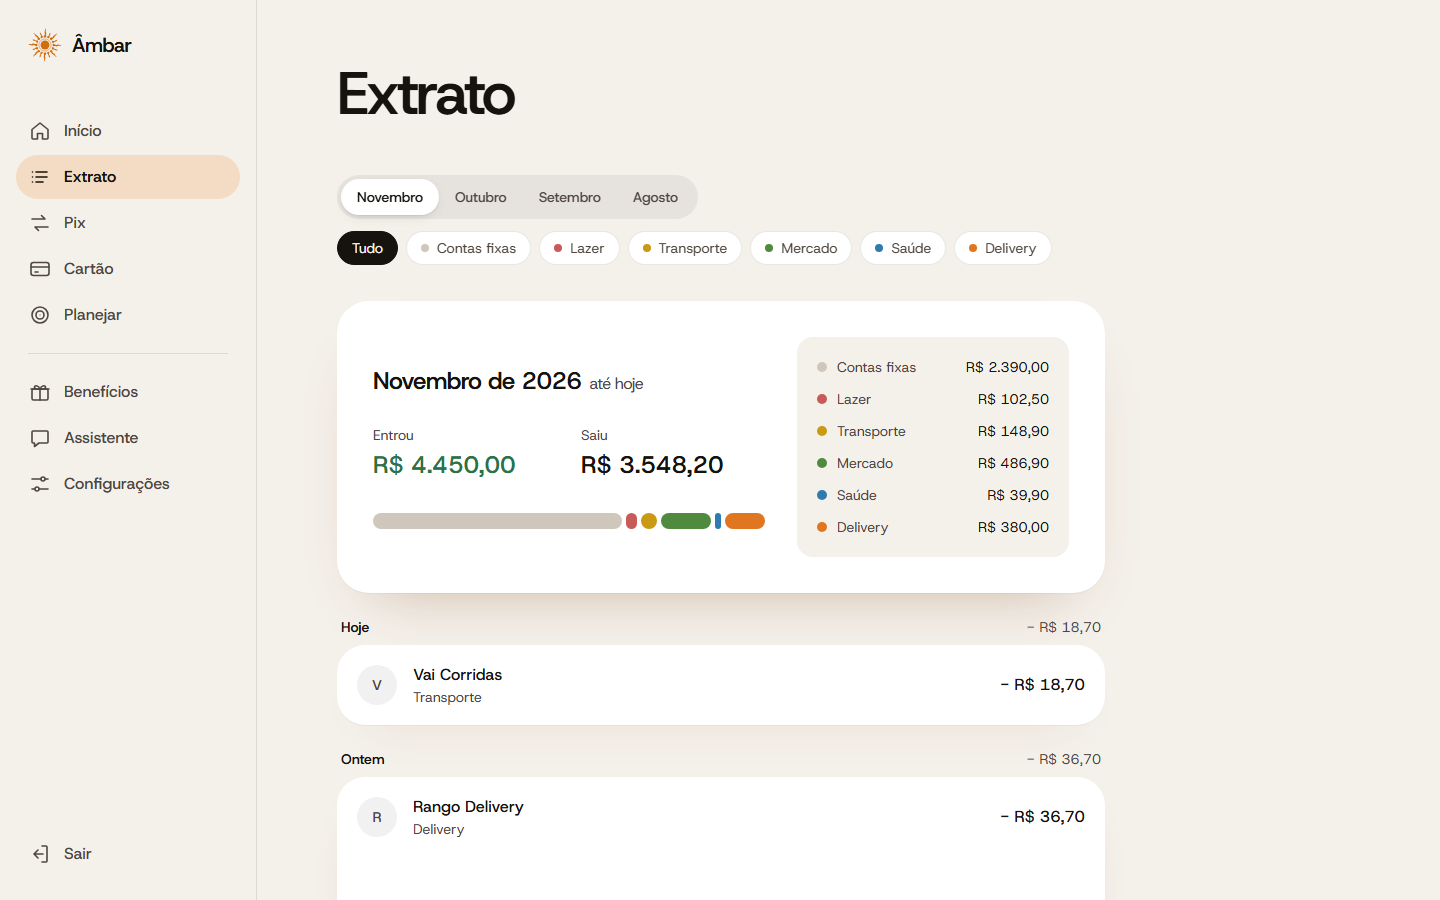 Âmbar
Início
Extrato
Pix
Cartão
Planejar
Benefícios
Assistente
Configurações
Sair
Extrato
Novembro Outubro Setembro Agosto
Tudo Contas fixas Lazer Transporte Mercado Saúde Delivery
Novembro de 2026 até hoje
Entrou Saiu
R$ 4.450,00 R$ 3.548,20
Contas fixas R$ 2.390,00
Lazer R$ 102,50
Transporte R$ 148,90
Mercado R$ 486,90
Saúde R$ 39,90
Delivery R$ 380,00
Hoje − R$ 18,70
V Vai Corridas − R$ 18,70
Transporte
Ontem − R$ 36,70
R Rango Delivery − R$ 36,70
Delivery